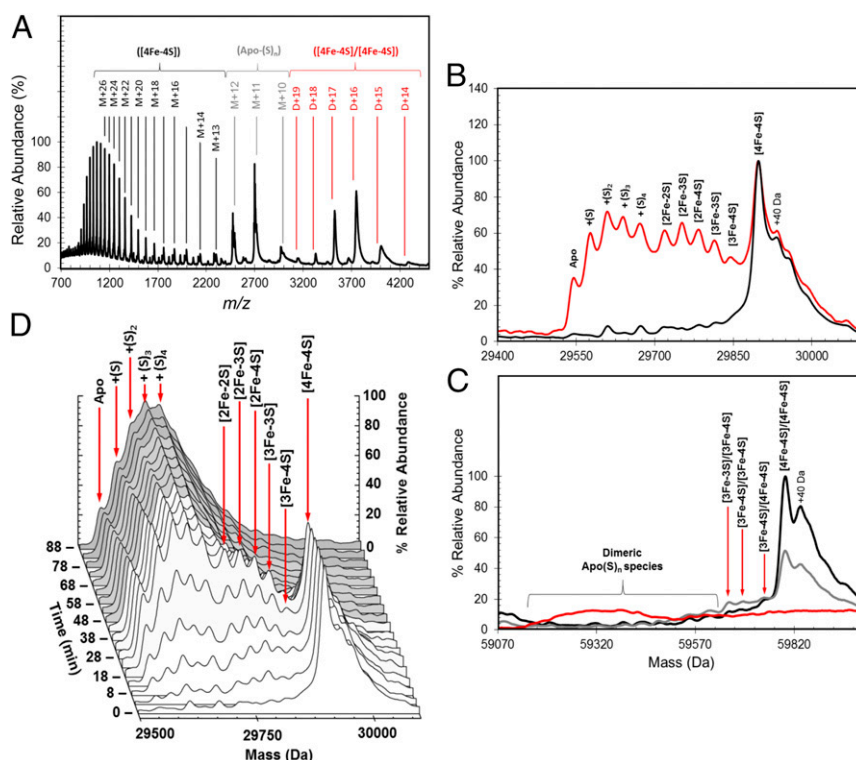 A
([4Fe-4S])
(Apo-(S)n)
([4Fe-4S]/[4Fe-4S])
M+26
M+24
M+22
M+20
M+18
M+16
M+14
M+13
M+12
M+11
M+10
D+19
D+18
D+17
D+16
D+15
D+14
Relative Abundance (%)
100
80
60
40
20
0
700
1200
1700
2200
2700
3200
3700
4200
m/z
B
% Relative Abundance
140
120
100
80
60
40
20
0
Apo
+(S)
+(S)2
+ (S)3
+ (S)4
[2Fe-2S]
[2Fe-3S]
[2Fe-4S]
[3Fe-3S]
[3Fe-4S]
[4Fe-4S]
+40 Da
29400
29550
29700
29850
30000
C
% Relative Abundance
100
80
60
40
20
0
Dimeric
Apo(S)n species
[3Fe-3S]/[3Fe-4S]
[3Fe-4S]/[3Fe-4S]
[3Fe-4S]/[4Fe-4S]
[4Fe-4S]/[4Fe-4S]
+40 Da
59070
59320
59570
59820
Mass (Da)
D
Apo
+(S)
+(S)2
+ (S)3
+ (S)4
[2Fe-2S]
[2Fe-3S]
[2Fe-4S]
[3Fe-3S]
[3Fe-4S]
[4Fe-4S]
100
80
60
40
20
0
% Relative Abundance
88
78
68
58
48
38
28
18
8
0
Time (min)
29500
29750
30000
Mass (Da)